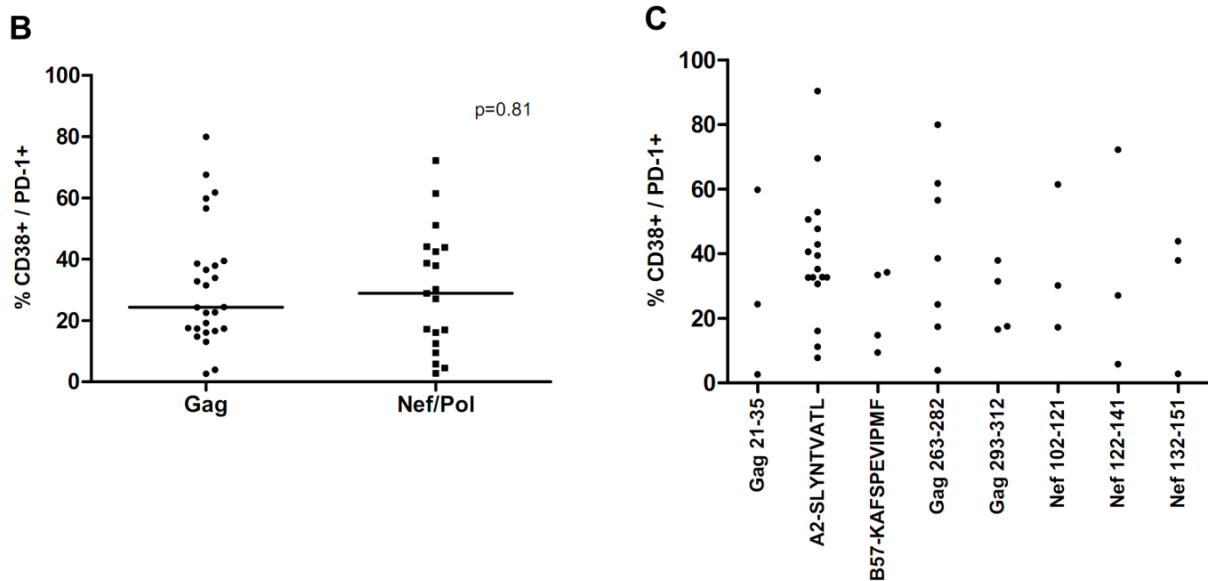 B
% CD38+ / PD-1+
100
80
60
40
20
0
p=0.81
Gag
Nef/Pol
C
% CD38+ / PD-1+
100
80
60
40
20
0
Gag 21-35
A2-SLYNTVATL
B57-KAFSPEVIPMF
Gag 263-282
Gag 293-312
Nef 102-121
Nef 122-141
Nef 132-151